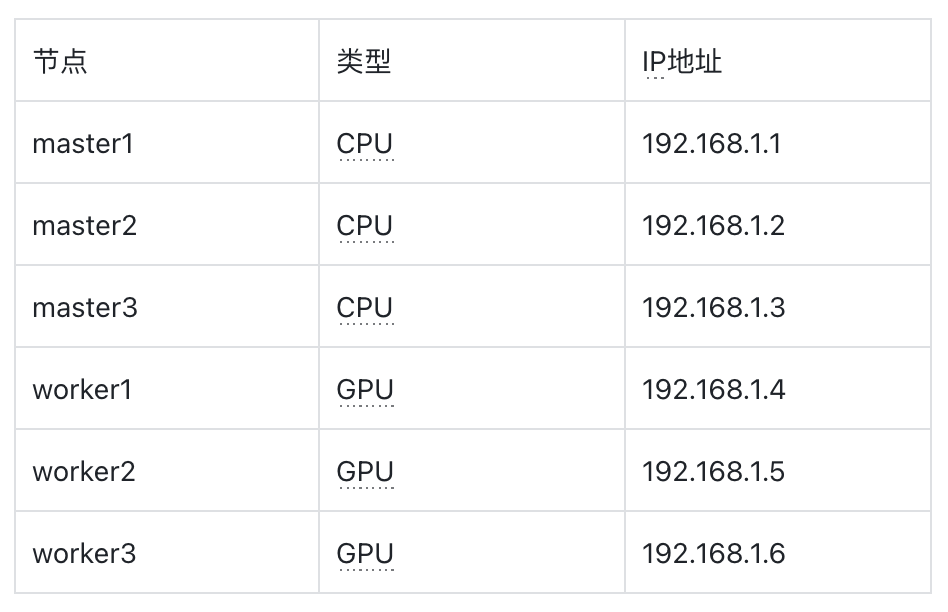 节点 类型 IP地址
master1 CPU 192.168.1.1
master2 CPU 192.168.1.2
master3 CPU 192.168.1.3
worker1 GPU 192.168.1.4
worker2 GPU 192.168.1.5
worker3 GPU 192.168.1.6